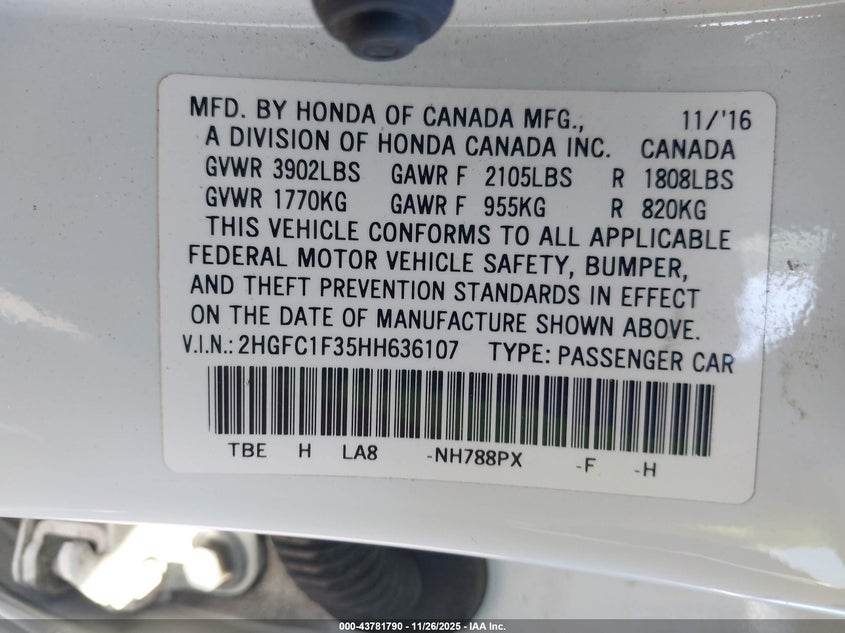 MFD. BY HONDA OF CANADA MFG., 11/'16
A DIVISION OF HONDA CANADA INC. CANADA
GVWR 3902LBS GAWR F 2105LBS R 1808LBS
GVWR 1770KG GAWR F 955KG R 820KG
THIS VEHICLE CONFORMS TO ALL APPLICABLE
FEDERAL MOTOR VEHICLE SAFETY, BUMPER,
AND THEFT PREVENTION STANDARDS IN EFFECT
ON THE DATE OF MANUFACTURE SHOWN ABOVE.
V.I.N.: 2HGFC1F35HH636107 TYPE: PASSENGER CAR
TBE H LA8 -NH788PX -F -H
000-43781790 - 11/26/2025 - IAA Inc.